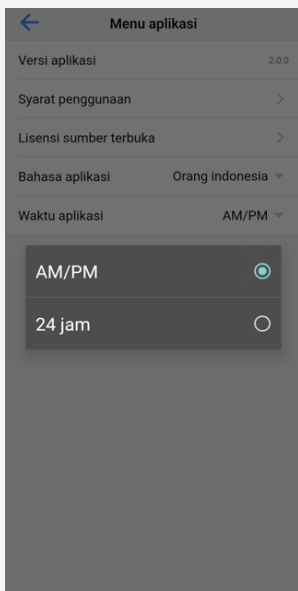 Menu aplikasi
Versi aplikasi 2.0.0
Syarat penggunaan
Lisensi sumber terbuka
Bahasa aplikasi Orang indonesia
Waktu aplikasi AM/PM
AM/PM
24 jam